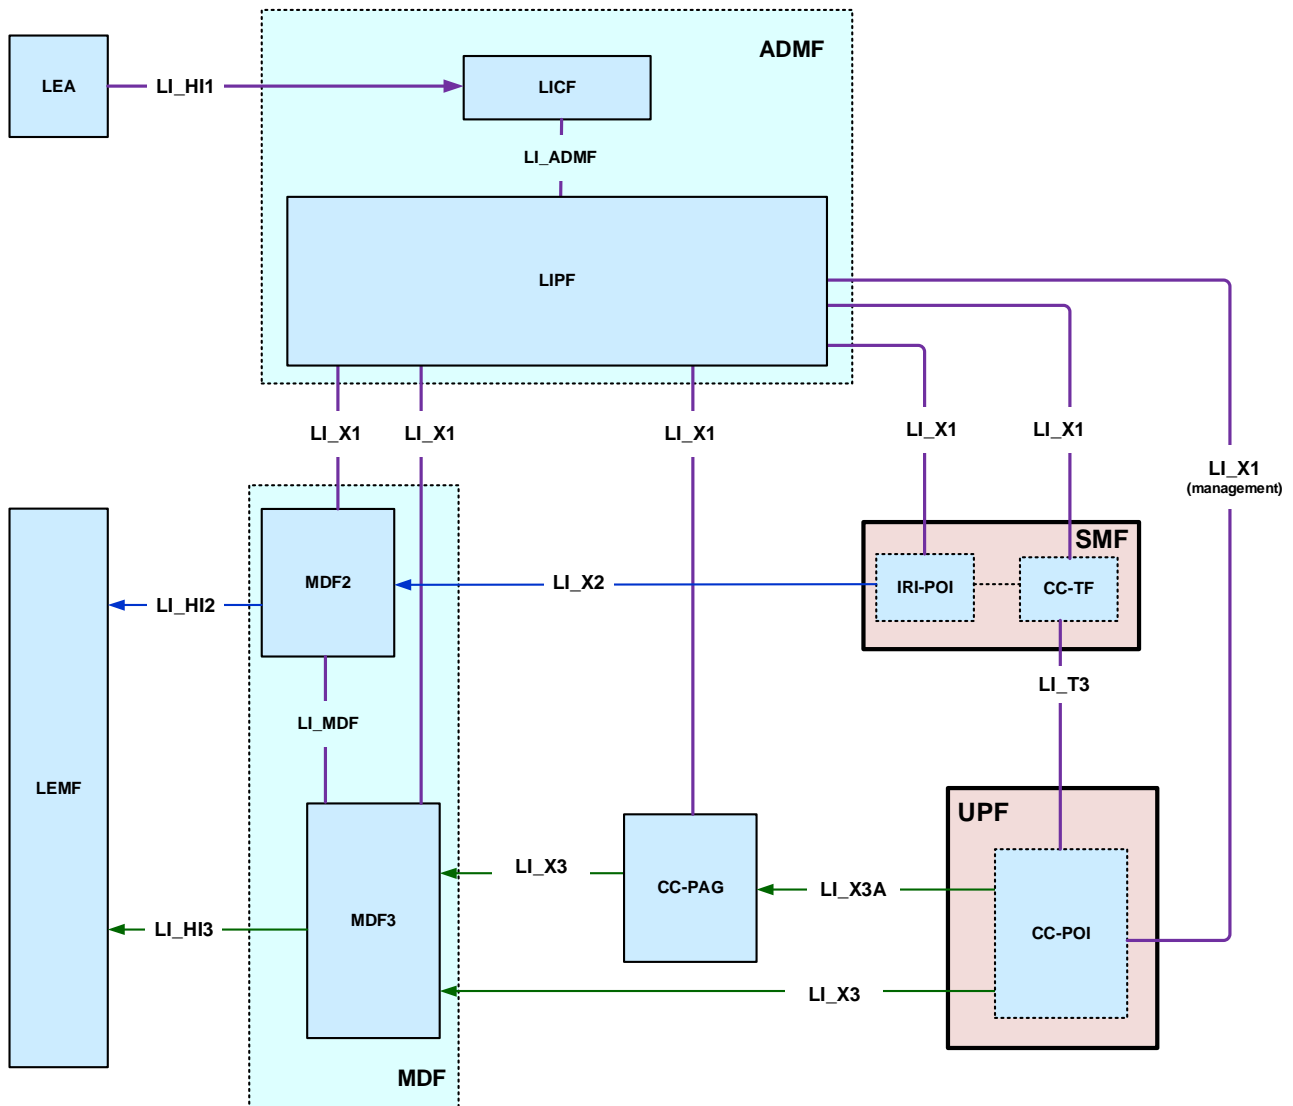 ADMF
LEA
LI_HI1
LICF
LI_ADMF
LIPF
LI_X1
LI_X1
LI_X1
LI_X1
LI_X1
LI_X1
(management)
SMF
MDF2
LI_X2
IRI-POI
CC-TF
LI_HI2
LI_T3
LI_MDF
LEMF
UPF
LI_X3
CC-PAG
LI_X3A
MDF3
LI_HI3
CC-POI
LI_X3
MDF